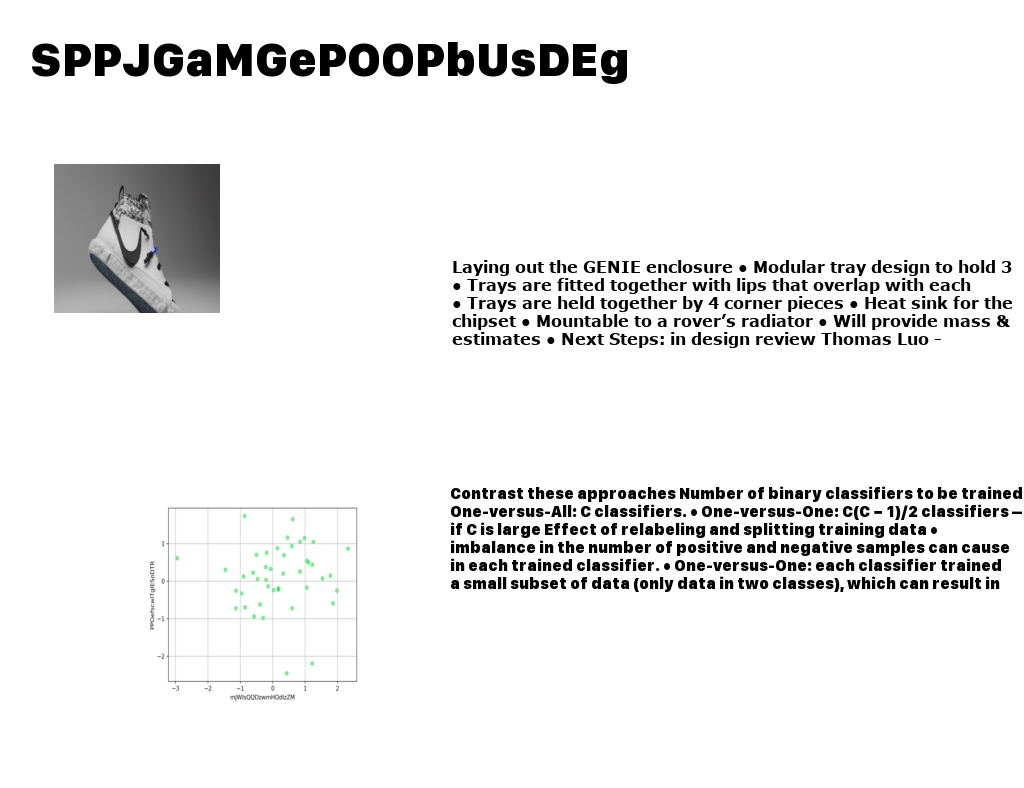 SPPJGaMGePOOPbUsDEg
Laying out the GENIE enclosure ● Modular tray design to hold 3
● Trays are fitted together with lips that overlap with each
● Trays are held together by 4 corner pieces ● Heat sink for the
chipset ● Mountable to a rover’s radiator ● Will provide mass &
estimates ● Next Steps: in design review Thomas Luo -
Contrast these approaches Number of binary classifiers to be trained
One-versus-All: C classifiers. • One-versus-One: C(C – 1)/2 classifiers —
if C is large Effect of relabeling and splitting training data •
imbalance in the number of positive and negative samples can cause
in each trained classifier. • One-versus-One: each classifier trained
a small subset of data (only data in two classes), which can result in
1
0
−1
−2
−3 −2 −1 0 1 2